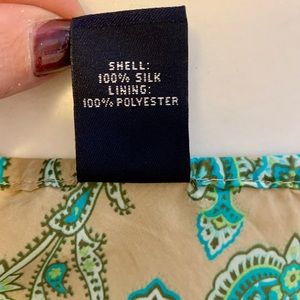 SHELL:
100% SILK
LINING:
100% POLYESTER